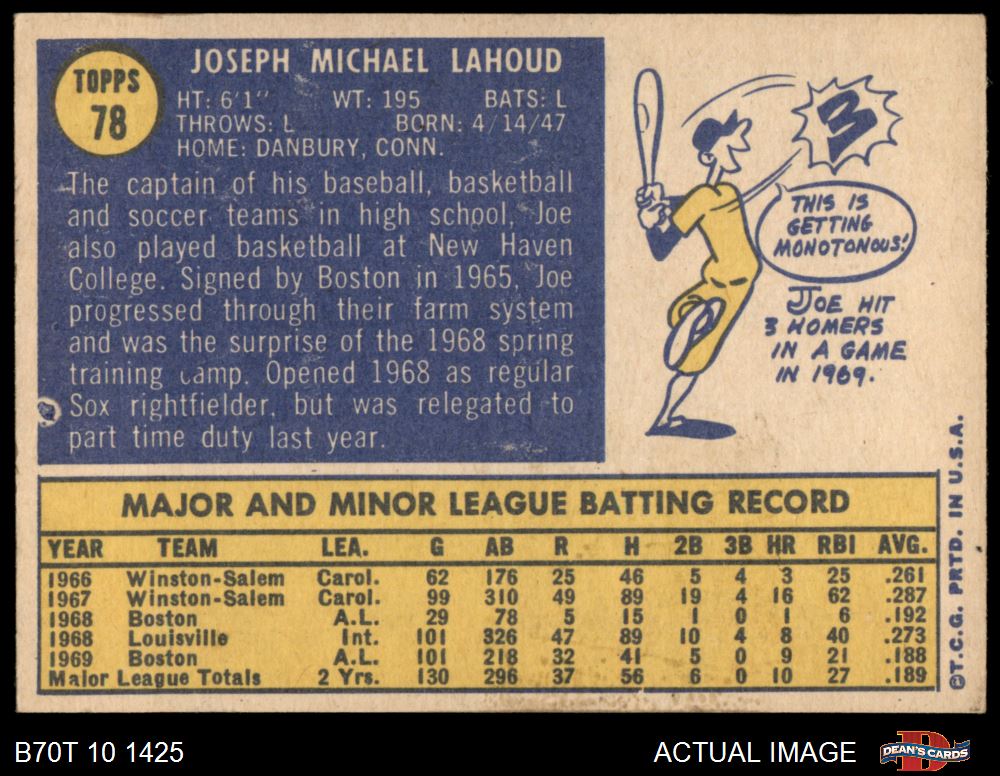 TOPPS
78
JOSEPH MICHAEL LAHOUD
HT: 6'1" WT: 195 BATS: L
THROWS: L BORN: 4/14/47
HOME: DANBURY, CONN.
The captain of his baseball, basketball
and soccer teams in high school, Joe
also played basketball at New Haven
College. Signed by Boston in 1965, Joe
progressed through their farm system
and was the surprise of the 1968 spring
training camp. Opened 1968 as regular
Sox rightfielder, but was relegated to
part time duty last year.
3
THIS IS
GETTING
MONOTONOUS!
JOE HIT
3 HOMERS
IN A GAME
IN 1969.
MAJOR AND MINOR LEAGUE BATTING RECORD
YEAR TEAM LEA. G AB R H 2B 3B HR RBI AVG.
1966 Winston-Salem Carol. 62 176 25 46 5 4 3 25 .261
1967 Winston-Salem Carol. 99 310 49 89 19 4 16 62 .287
1968 Boston A.L. 29 78 5 15 1 0 1 6 .192
1968 Louisville Int. 101 326 47 89 10 4 8 40 .273
1969 Boston A.L. 101 218 32 41 5 0 9 21 .188
Major League Totals 2 Yrs. 130 296 37 56 6 0 10 27 .189
©T.C.G. PRTD. IN U.S.A.
B70T 10 1425
ACTUAL IMAGE
D
DEAN'S CARDS